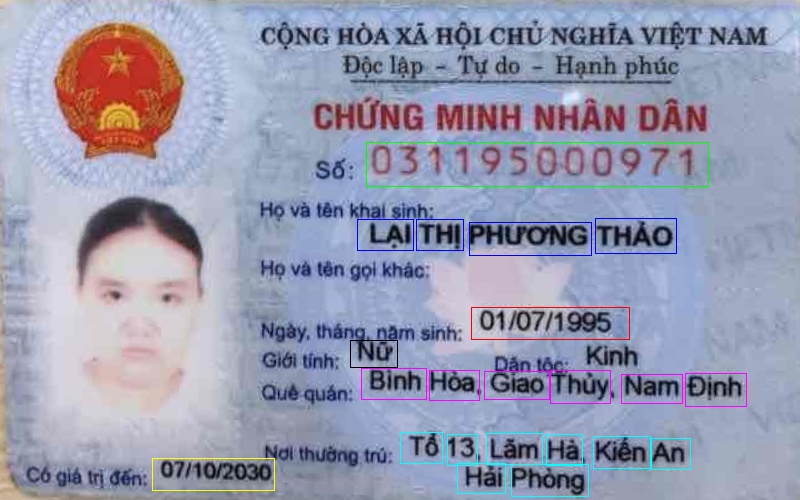 CỘNG HÒA XÃ HỘI CHỦ NGHĨA VIỆT NAM
Độc lập - Tự do - Hạnh phúc
CHỨNG MINH NHÂN DÂN
Số: 031195000971
Họ và tên khai sinh:
LẠI THỊ PHƯƠNG THẢO
Họ và tên gọi khác:
Ngày, tháng, năm sinh: 01/07/1995
Giới tính: Nữ Dân tộc: Kinh
Quê quán: Bình Hòa, Giao Thủy, Nam Định
Nơi thường trú: Tổ 13, Lãm Hà, Kiến An
Hải Phòng
Có giá trị đến: 07/10/2030